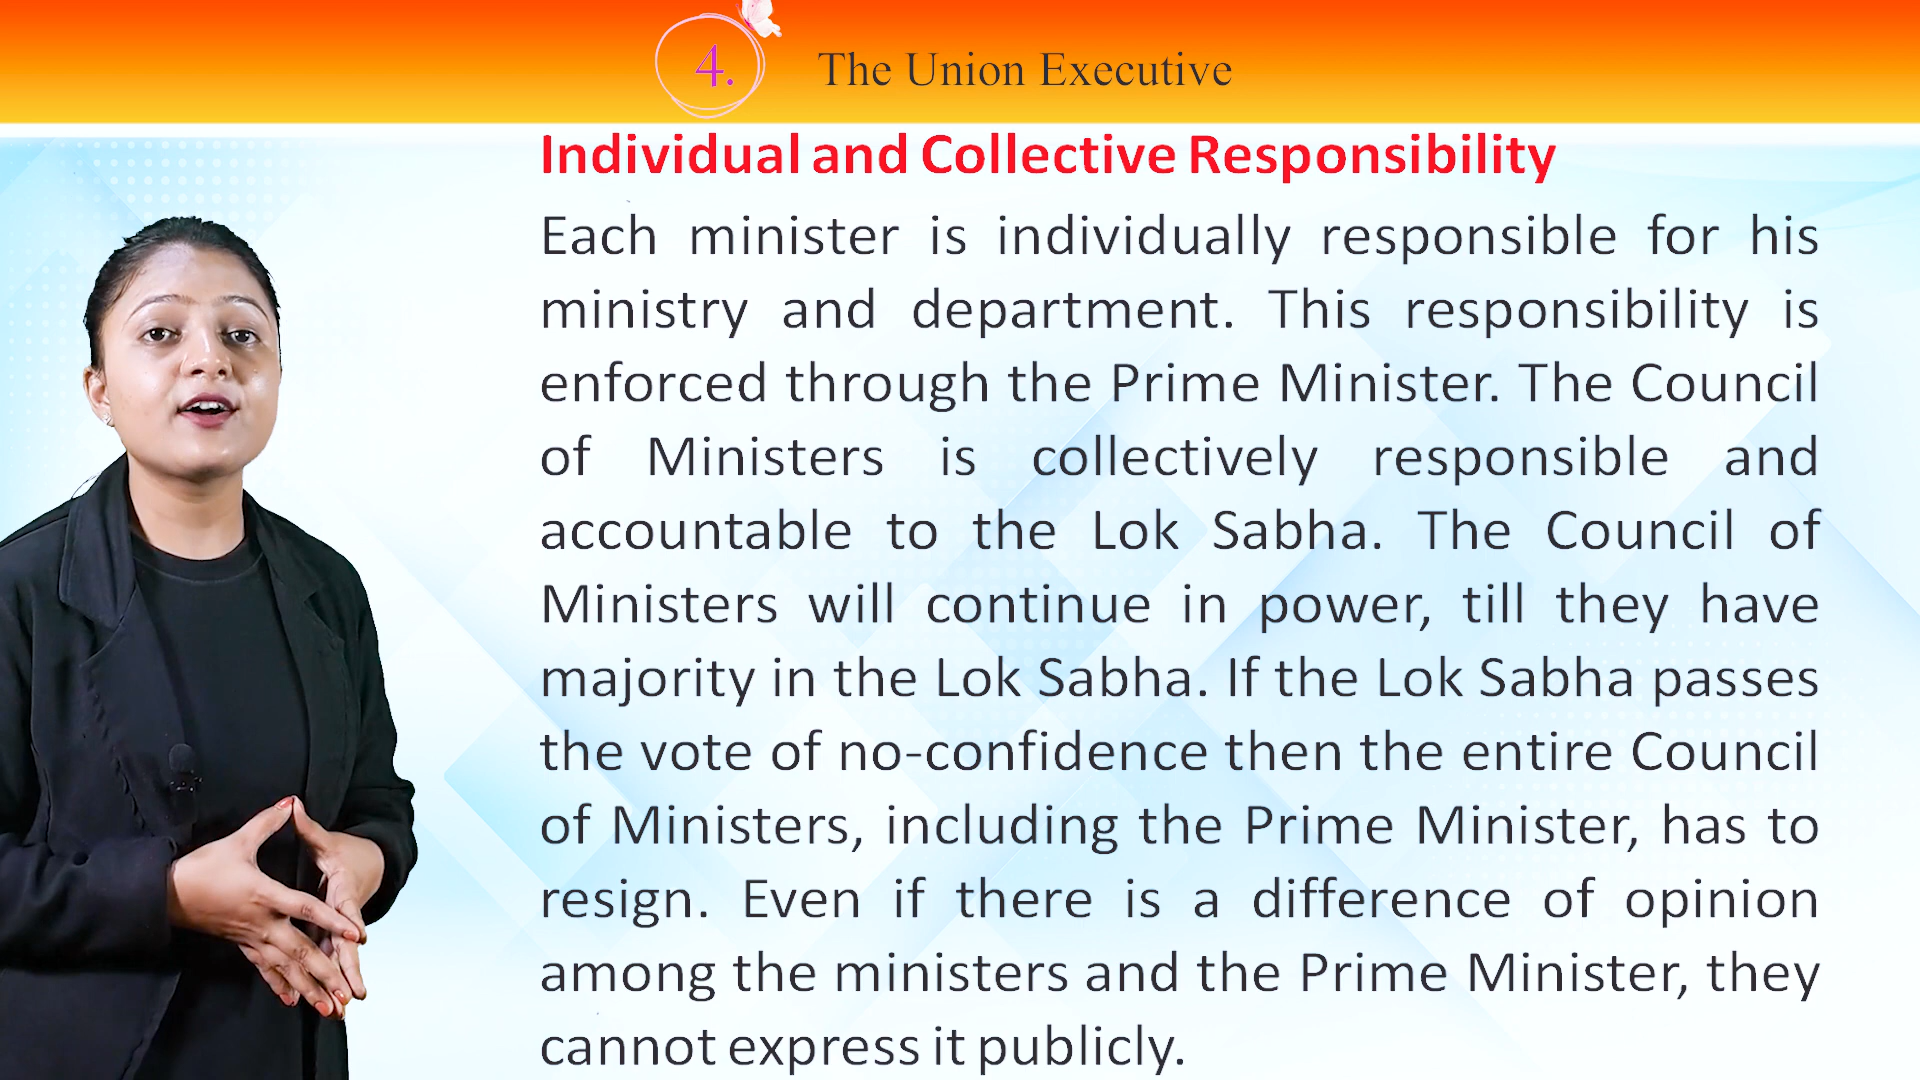 4. The Union Executive
Individual and Collective Responsibility
Each minister is individually responsible for his
ministry and department. This responsibility is
enforced through the Prime Minister. The Council
of Ministers is collectively responsible and
accountable to the Lok Sabha. The Council of
Ministers will continue in power, till they have
majority in the Lok Sabha. If the Lok Sabha passes
the vote of no-confidence then the entire Council
of Ministers, including the Prime Minister, has to
resign. Even if there is a difference of opinion
among the ministers and the Prime Minister, they
cannot express it publicly.